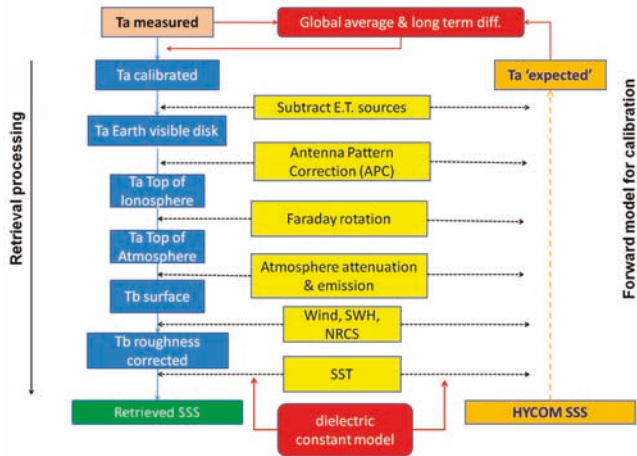 Ta measured
Global average & long term diff.
Ta calibrated
Ta ‘expected’
Subtract E.T. sources
Ta Earth visible disk
Antenna Pattern
Correction (APC)
Ta Top of
Ionosphere
Faraday rotation
Ta Top of
Atmosphere
Atmosphere attenuation
& emission
Tb surface
Wind, SWH,
NRCS
Tb roughness
corrected
SST
Retrieved SSS
dielectric
constant model
HYCOM SSS
Retrieval processing
Forward model for calibration